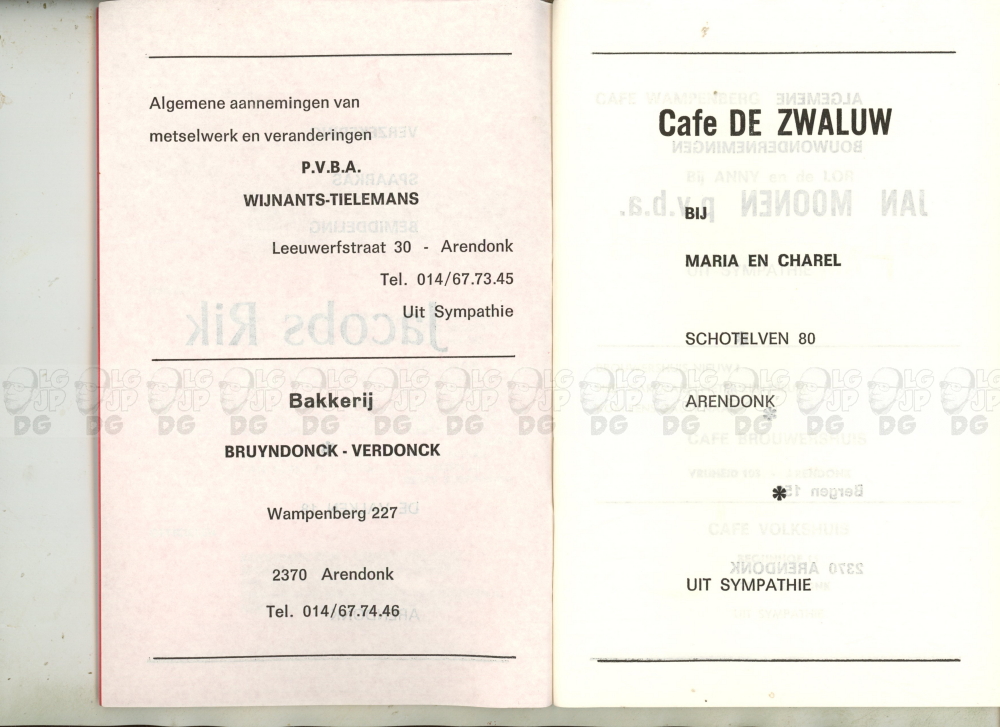 Algemene aannemingen van
metselwerk en veranderingen
P.V.B.A.
WIJNANTS-TIELEMANS
Leeuwerfstraat 30 - Arendonk
Tel. 014/67.73.45
Uit Sympathie
Bakkerij
BRUYNDONCK - VERDONCK
Wampenberg 227
2370 Arendonk
Tel. 014/67.74.46
Cafe DE ZWALUW
BIJ
MARIA EN CHAREL
SCHOTELVEN 80
ARENDONK
*
UIT SYMPATHIE